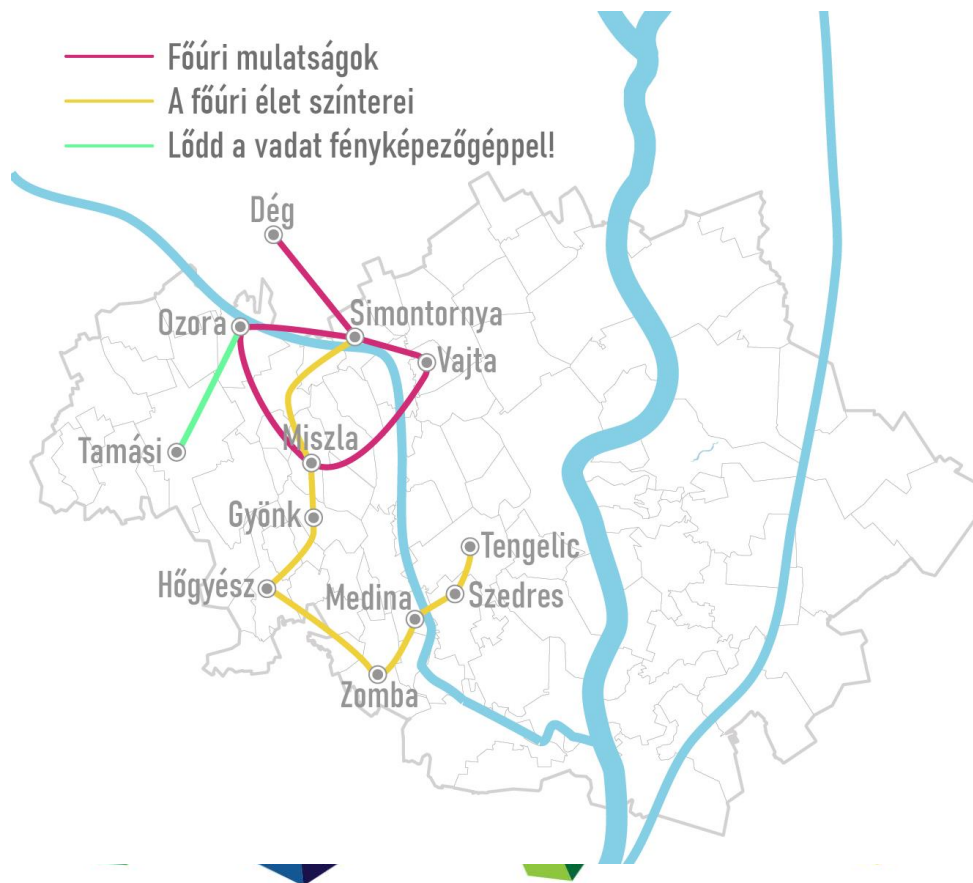 Főúri mulatságok
A főúri élet színterei
Lődd a vadat fényképezőgéppel!
Dég
Simontornya
Ozora
Vajta
Miszla
Tamási
Gyönk
Tengelic
Hőgyész
Szedres
Medina
Zomba